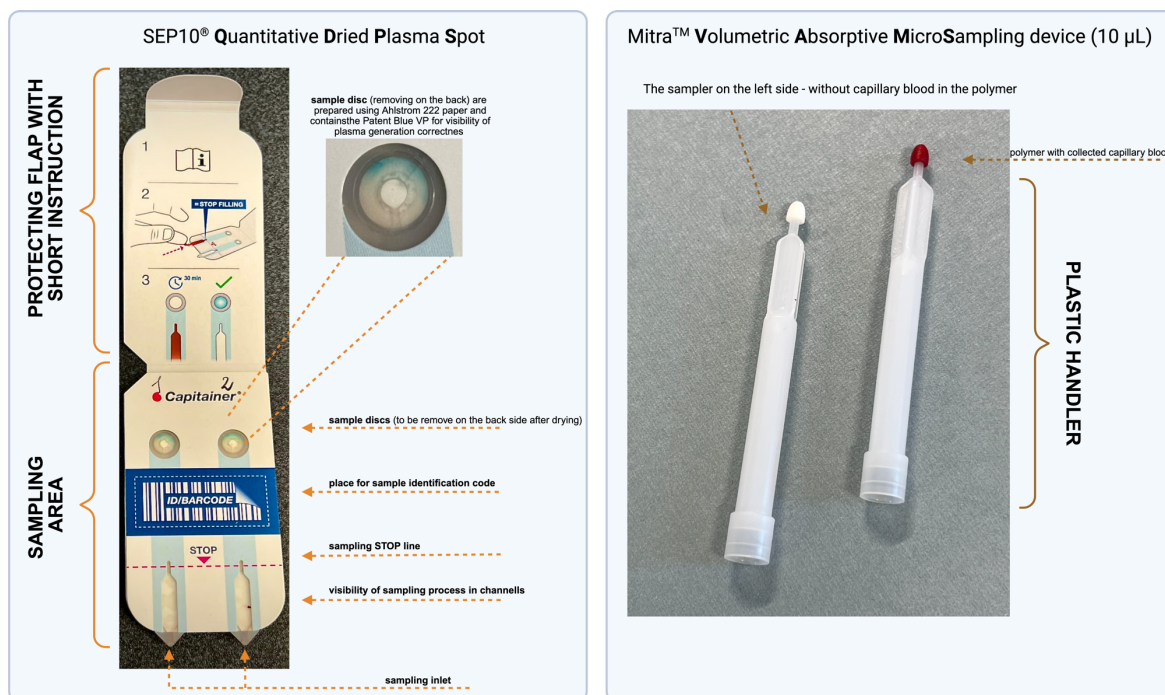 SEP10® Quantitative Dried Plasma Spot
PROTECTING FLAP WITH
SHORT INSTRUCTION
1
i
2
= STOP FILLING
3
30 min
sample disc (removing on the back) are
prepared using Ahlstrom 222 paper and
containsthe Patent Blue VP for visibility of
plasma generation correctnes
SAMPLING
AREA
1
2
Capitainer®
sample discs (to be remove on the back side after drying)
ID/BARCODE
place for sample identification code
STOP
sampling STOP line
visibility of sampling process in channells
sampling inlet
Mitra™ Volumetric Absorptive MicroSampling device (10 µL)
The sampler on the left side - without capillary blood in the polymer
polymer with collected capillary bloo
PLASTIC HANDLER